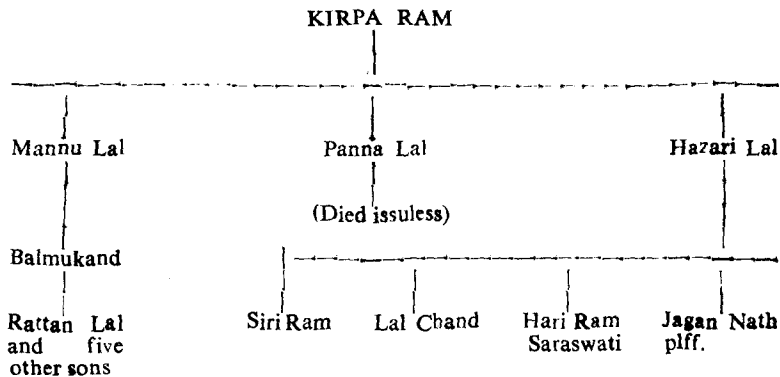 KIRPA RAM
Mannu Lal Panna Lal Hazari Lal
(Died issuless)
Balmukand
Siri Ram Lal Chand Hari Ram Jagan Nath
Rattan Lal Saraswati plff.
and five
other sons